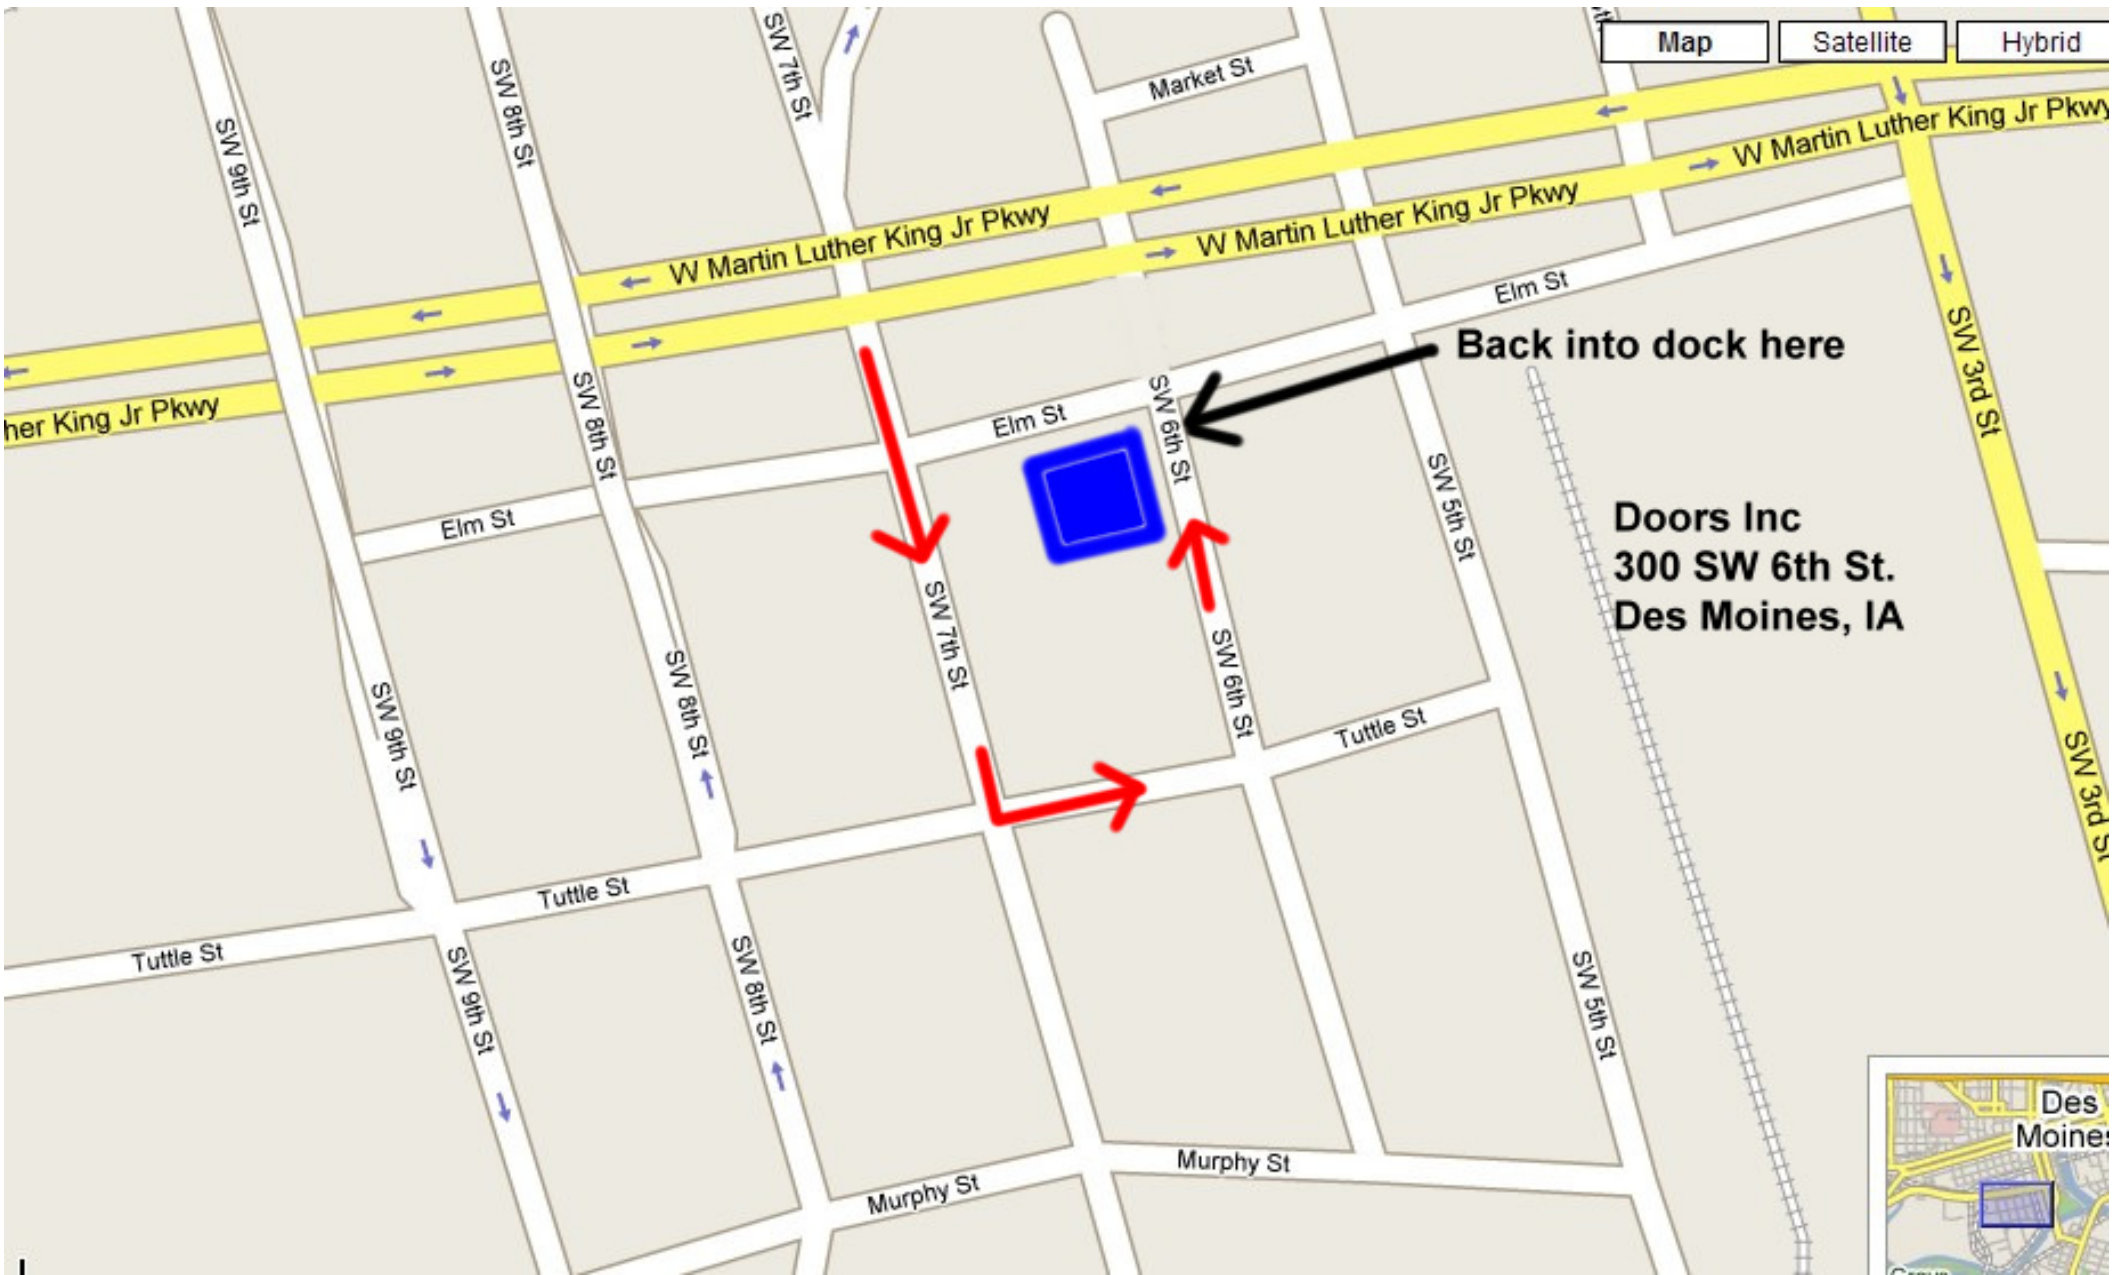 Map
Satellite
Hybrid
SW 7th St
Market St
SW 8th St
SW 9th St
W Martin Luther King Jr Pkwy
W Martin Luther King Jr Pkwy
W Martin Luther King Jr Pkwy
her King Jr Pkwy
Elm St
Back into dock here
SW 3rd St
SW 8th St
SW 6th St
Elm St
Elm St
SW 5th St
Doors Inc
300 SW 6th St.
Des Moines, IA
SW 7th St
SW 6th St
SW 8th St
SW 9th St
Tuttle St
SW 3rd St
Tuttle St
Tuttle St
SW 9th St
SW 8th St
SW 5th St
Murphy St
Murphy St
Des
Moines